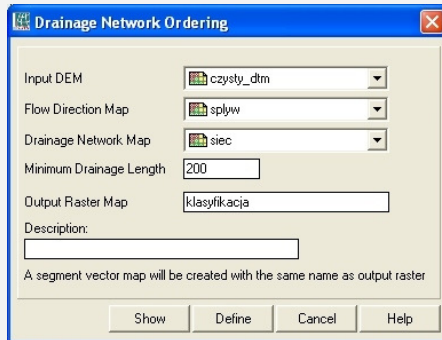 Drainage Network Ordering
Input DEM czysty_dtm
Flow Direction Map splyw
Drainage Network Map siec
Minimum Drainage Length 200
Output Raster Map klasyfikacja
Description:
A segment vector map will be created with the same name as output raster
Show Define Cancel Help